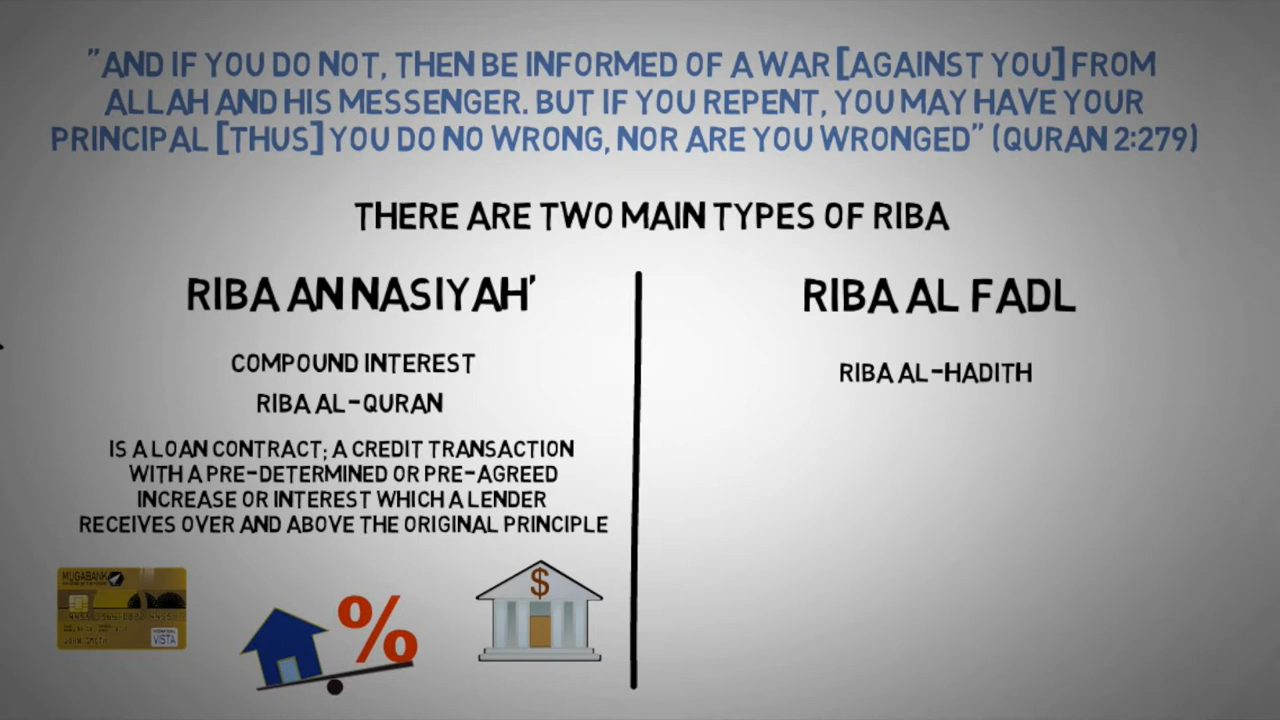 "AND IF YOU DO NOT, THEN BE INFORMED OF A WAR [AGAINST YOU] FROM
ALLAH AND HIS MESSENGER. BUT IF YOU REPENT, YOU MAY HAVE YOUR
PRINCIPAL [THUS] YOU DO NO WRONG, NOR ARE YOU WRONGED" (QURAN 2:279)
THERE ARE TWO MAIN TYPES OF RIBA
RIBA AN NASIYAH'
COMPOUND INTEREST
RIBA AL-QURAN
IS A LOAN CONTRACT; A CREDIT TRANSACTION
WITH A PRE-DETERMINED OR PRE-AGREED
INCREASE OR INTEREST WHICH A LENDER
RECEIVES OVER AND ABOVE THE ORIGINAL PRINCIPLE
MUGABANK
JOHN SMITH
VISTA
%
$
RIBA AL FADL
RIBA AL-HADITH